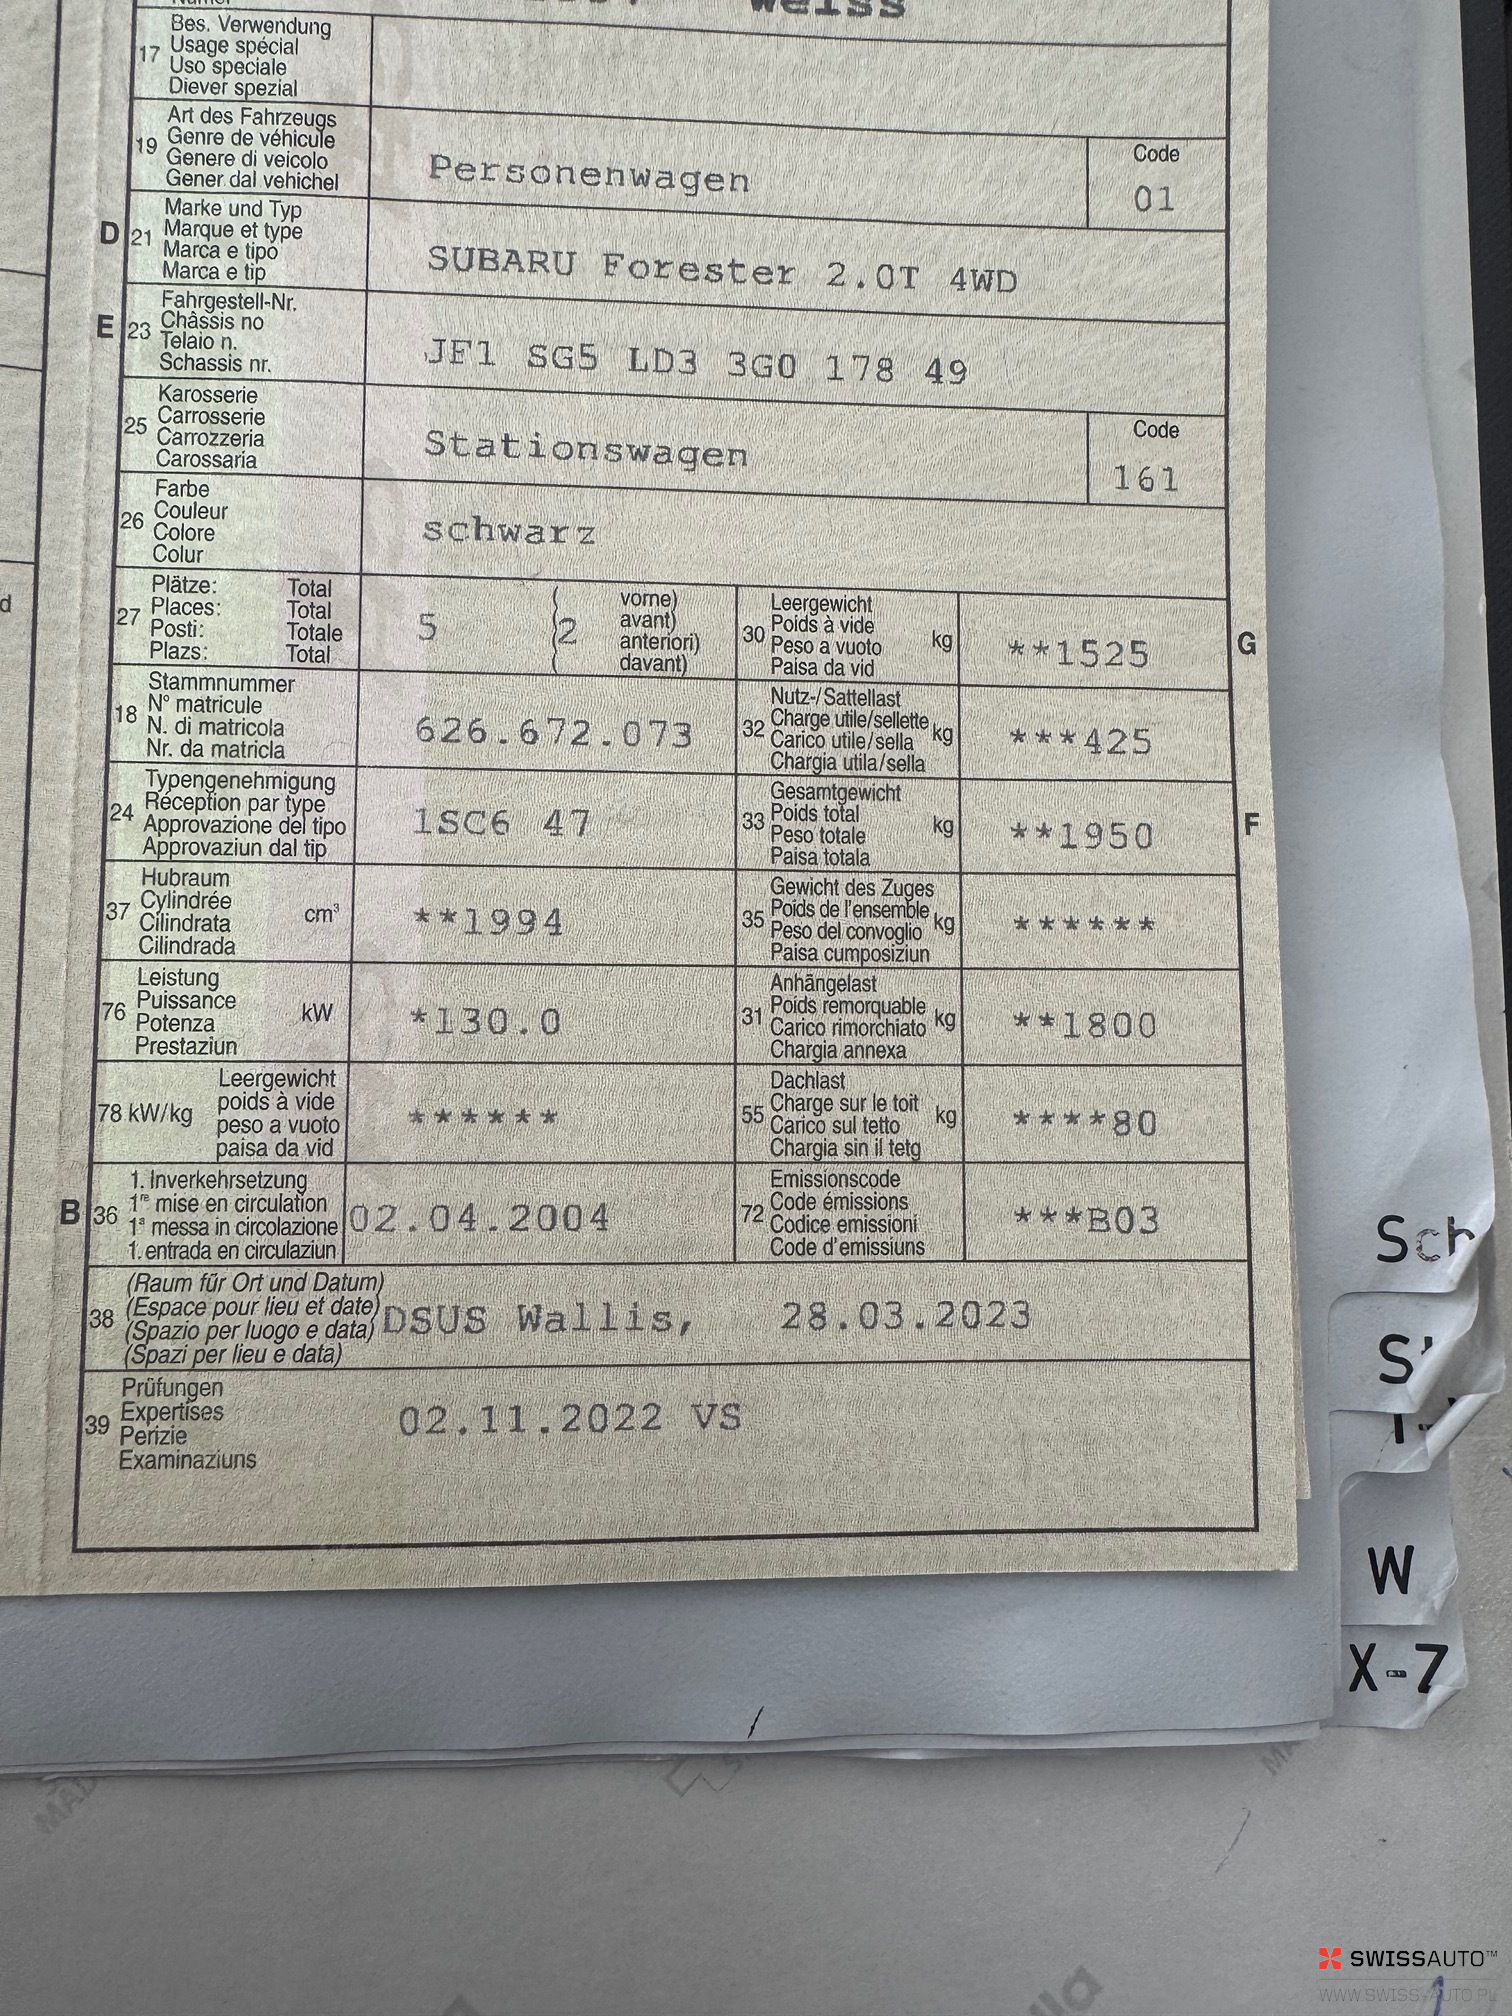 weiss
Bes. Verwendung
17 Usage spécial
Uso speciale
Diever spezial
Art des Fahrzeugs
19 Genre de véhicule
Genere di veicolo
Gener dal vehichel
Personenwagen
Code
01
Marke und Typ
D 21 Marque et type
Marca e tipo
Marca e tip
SUBARU Forester 2.0T 4WD
Fahrgestell-Nr.
E 23 Châssis no
Telaio n.
Schassis nr.
JF1 SG5 LD3 3G0 178 49
Karosserie
25 Carrosserie
Carrozzeria
Carossaria
Stationswagen
Code
161
Farbe
26 Couleur
Colore
Colur
schwarz
Plätze: Total
27 Places: Total
Posti: Totale
Plazs: Total
5
(2
vorne)
avant)
anteriori)
davant)
Leergewicht
30 Poids à vide kg
Peso a vuoto
Paisa da vid
**1525
G
Stammnummer
18 N° matricule
N. di matricola
Nr. da matricla
626.672.073
Nutz-/Sattellast
32 Charge utile/sellette kg
Carico utile/sella
Chargia utila/sella
***425
Typengenehmigung
24 Réception par type
Approvazione del tipo
Approvaziun dal tip
1SC6 47
Gesamtgewicht
33 Poids total kg
Peso totale
Paisa totala
**1950
F
Hubraum
37 Cylindrée cm³
Cilindrata
Cilindrada
**1994
Gewicht des Zuges
35 Poids de l'ensemble kg
Peso del convoglio
Paisa cumposiziun
******
Leistung
76 Puissance kW
Potenza
Prestaziun
*130.0
Anhängelast
31 Poids remorquable kg
Carico rimorchiato
Chargia annexa
**1800
Leergewicht
78 kW/kg poids à vide
peso a vuoto
paisa da vid
******
Dachlast
55 Charge sur le toit kg
Carico sul tetto
Chargia sin il tetg
****80
1. Inverkehrsetzung
B 36 1re mise en circulation
1a messa in circolazione
1. entrada en circulaziun
02.04.2004
Emissionscode
72 Code émissions
Codice emissioni
Code d'emissiuns
***B03
(Raum für Ort und Datum)
38 (Espace pour lieu et date)
(Spazio per luogo e data)
(Spazi per lieu e data)
DSUS Wallis, 28.03.2023
Prüfungen
39 Expertises
Perizie
Examinaziuns
02.11.2022 VS
Sch
W
X-Z
SWISSAUTO™
WWW.SWISS-AUTO.PL